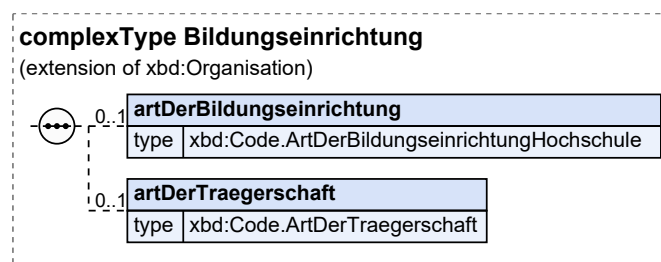 complexType Bildungseinrichtung
(extension of xbd:Organisation)
0..1 artDerBildungseinrichtung
type xbd:Code.ArtDerBildungseinrichtungHochschule
0..1 artDerTraegerschaft
type xbd:Code.ArtDerTraegerschaft